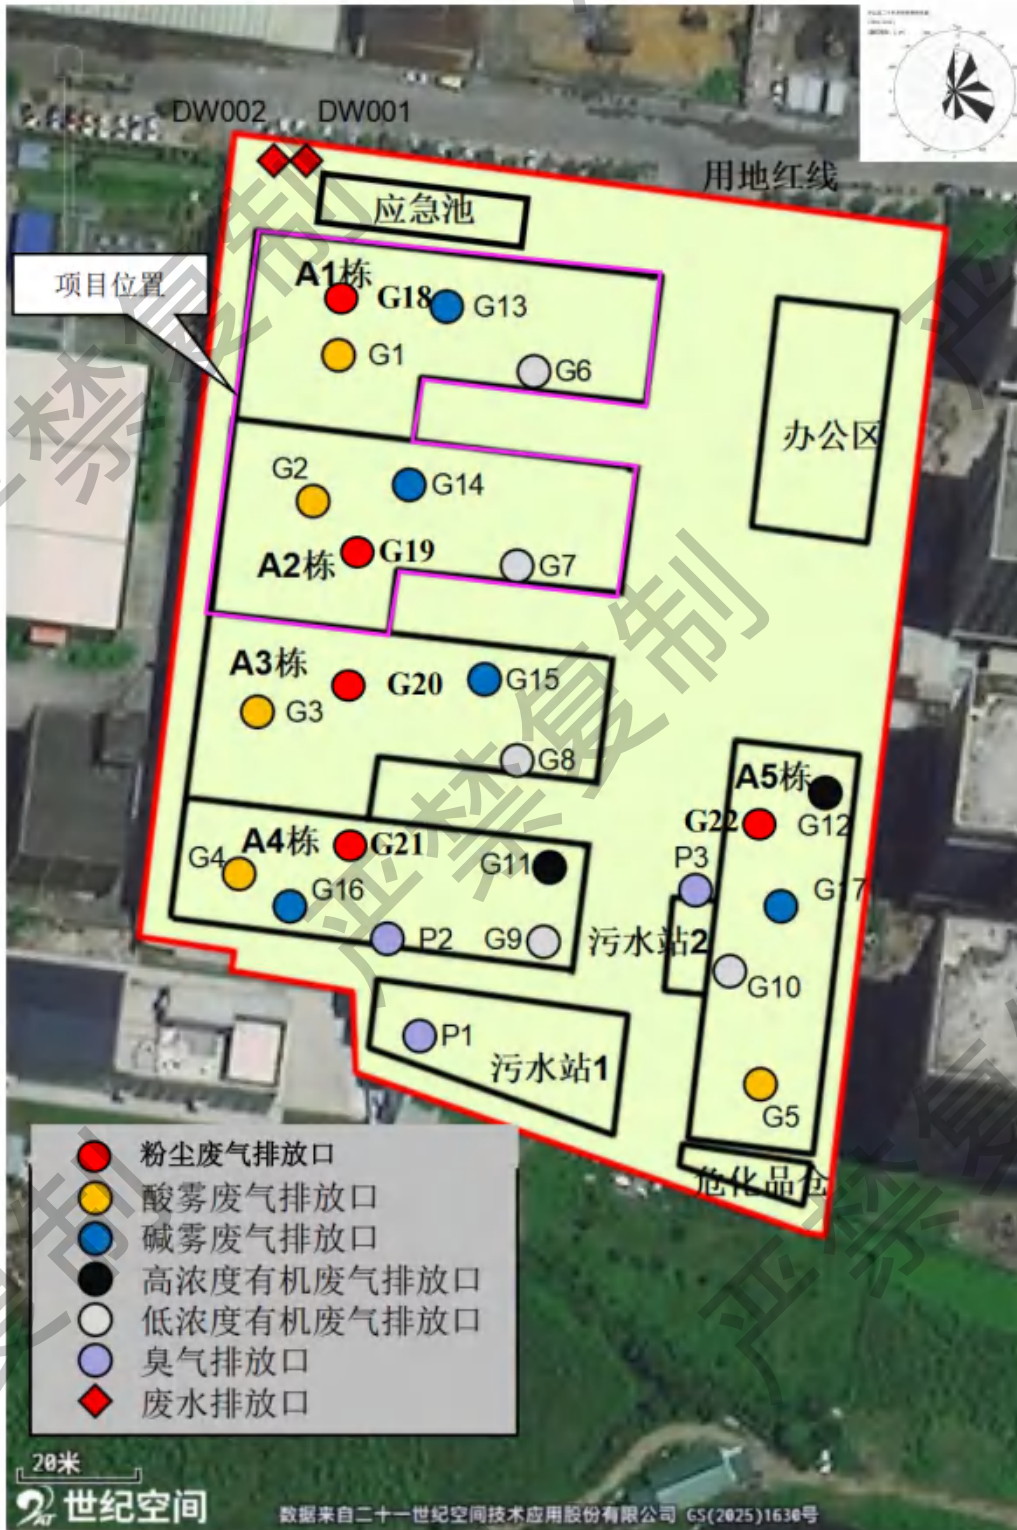 DW002
DW001
用地红线
应急池
项目位置
A1栋
G18
G13
G1
G6
办公区
G2
G14
A2栋
G19
G7
A3栋
G20
G15
G3
G8
A5栋
G22
G12
A4栋
G21
G4
G11
P3
G16
G17
P2
G9
污水站2
G10
P1
污水站1
G5
危化品仓
粉尘废气排放口
酸雾废气排放口
碱雾废气排放口
高浓度有机废气排放口
低浓度有机废气排放口
臭气排放口
废水排放口
20米
世纪空间
数据来自二十一世纪空间技术应用股份有限公司 GS(2025)1630号
严禁复制